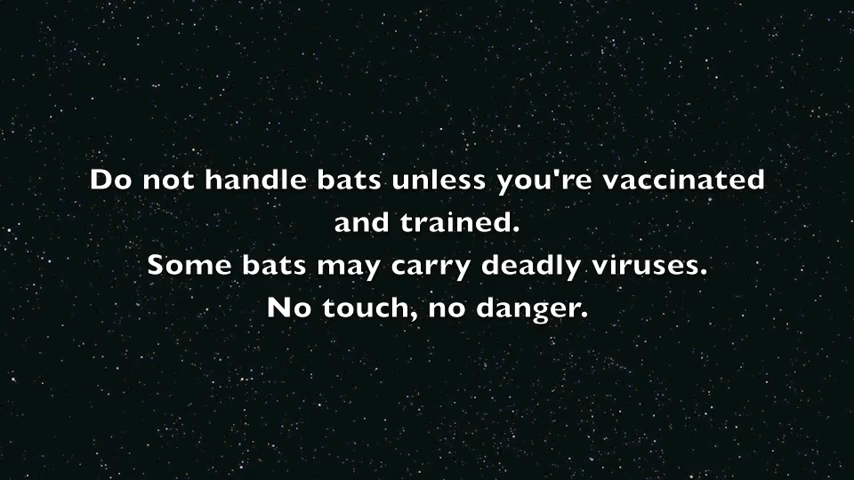 Do not handle bats unless you're vaccinated
and trained.
Some bats may carry deadly viruses.
No touch, no danger.